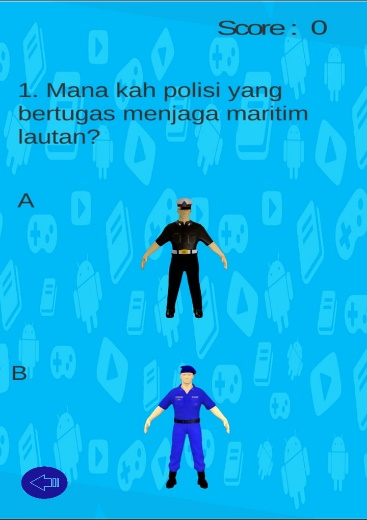 Score : 0
1. Mana kah polisi yang
bertugas menjaga maritim
lautan?
A
B